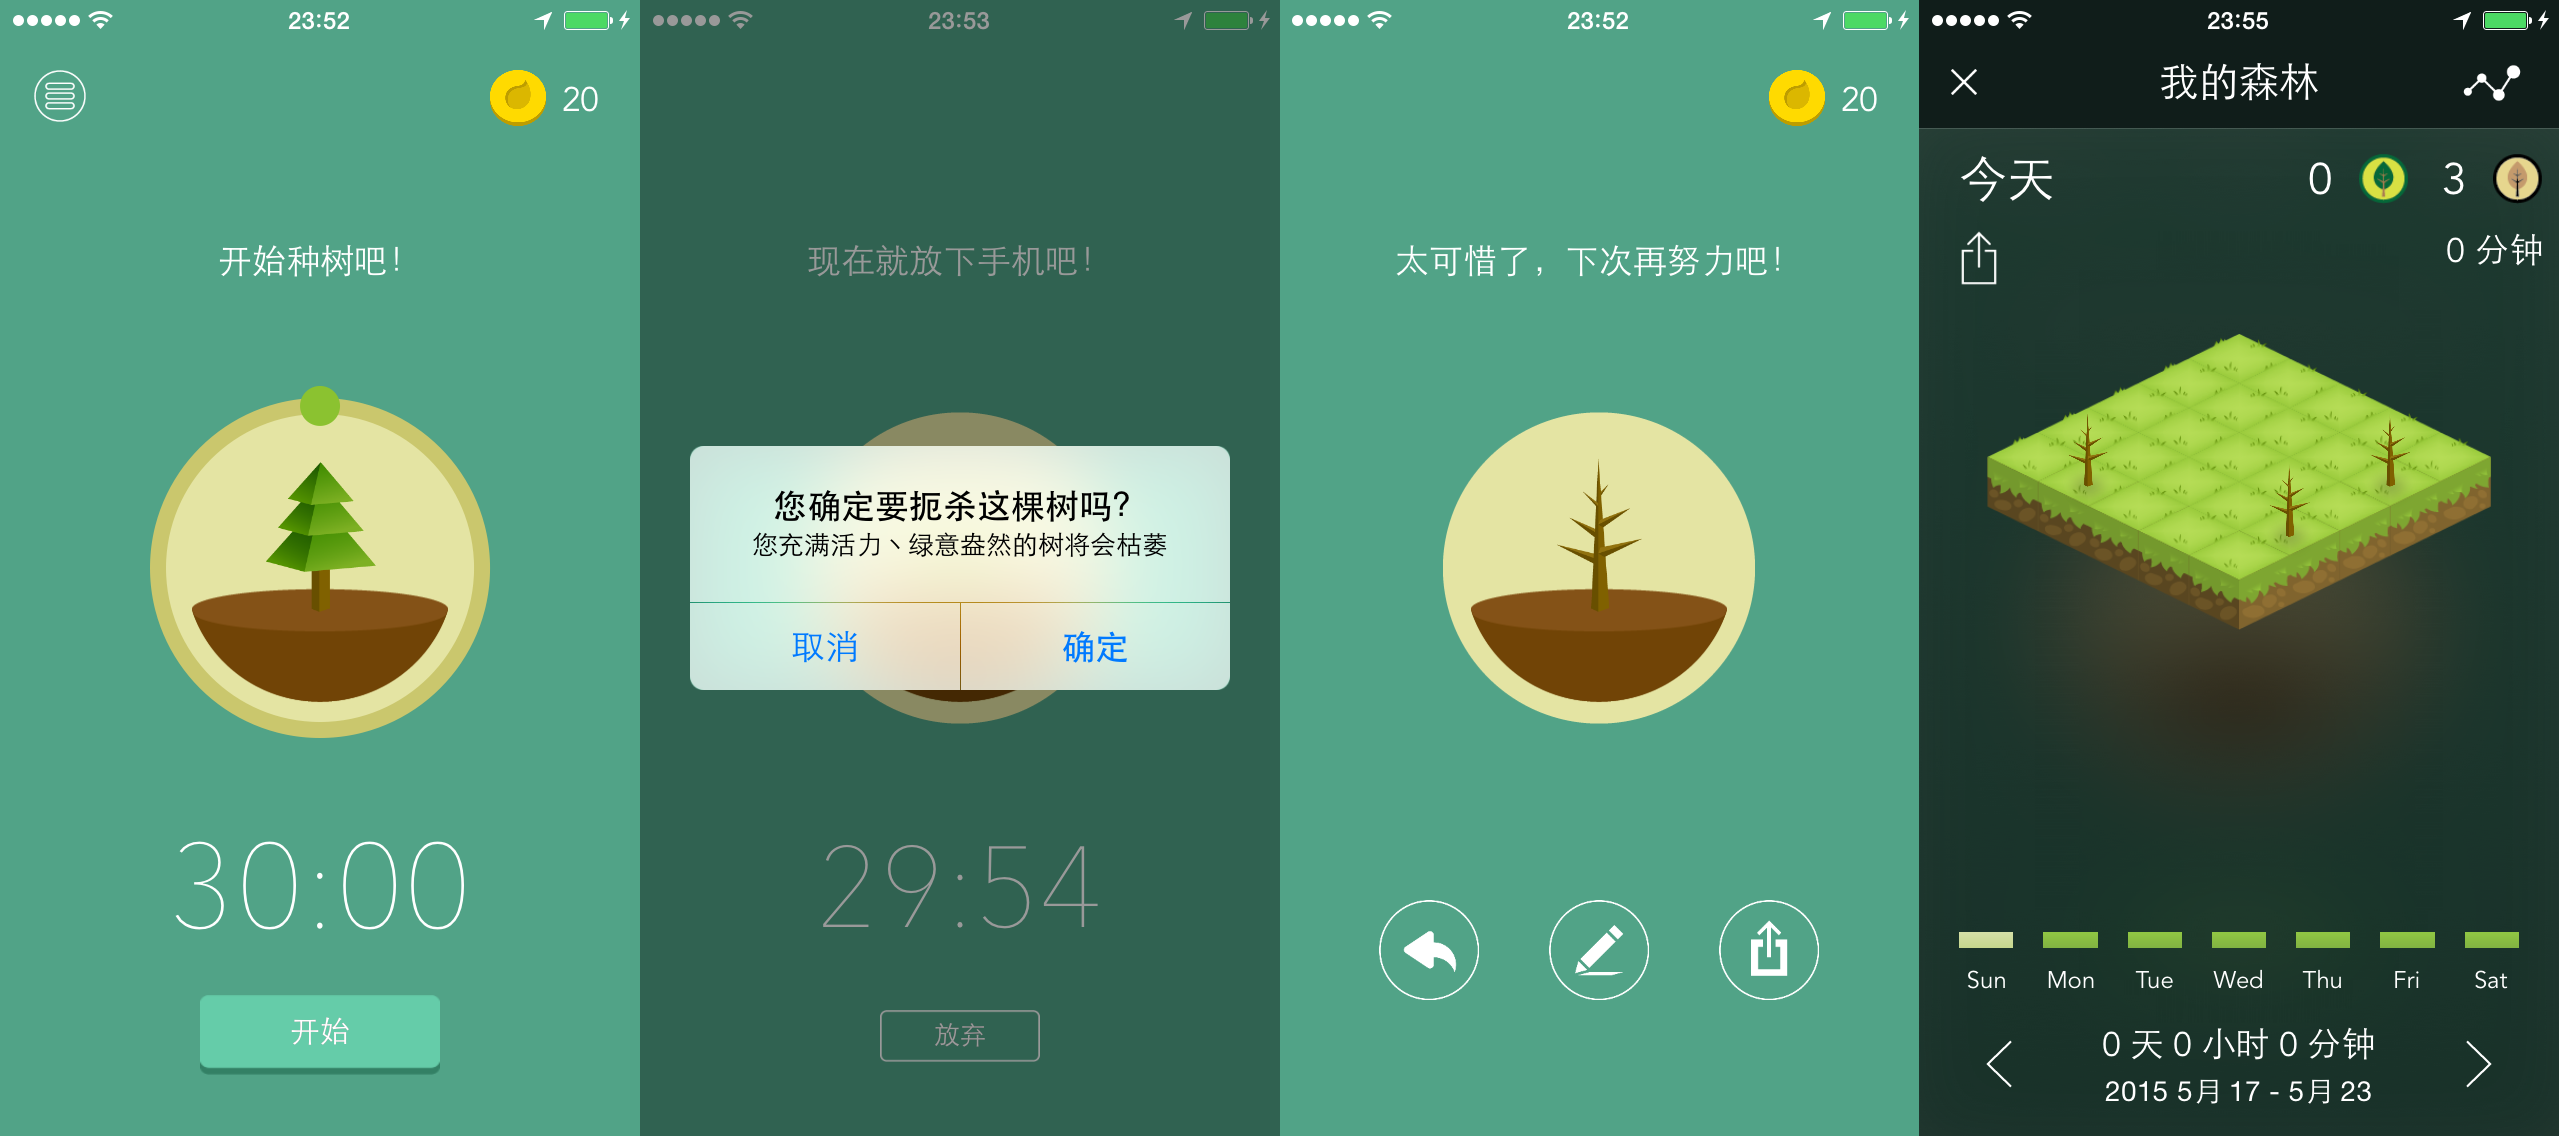 23:52
20
开始种树吧！
30:00
开始
23:53
现在就放下手机吧！
您确定要扼杀这棵树吗？
您充满活力丶绿意盎然的树将会枯萎
取消
确定
29:54
放弃
23:52
20
太可惜了，下次再努力吧！
23:55
我的森林
今天 0 3
0 分钟
Sun Mon Tue Wed Thu Fri Sat
0 天 0 小时 0 分钟
2015 5月 17 - 5月 23